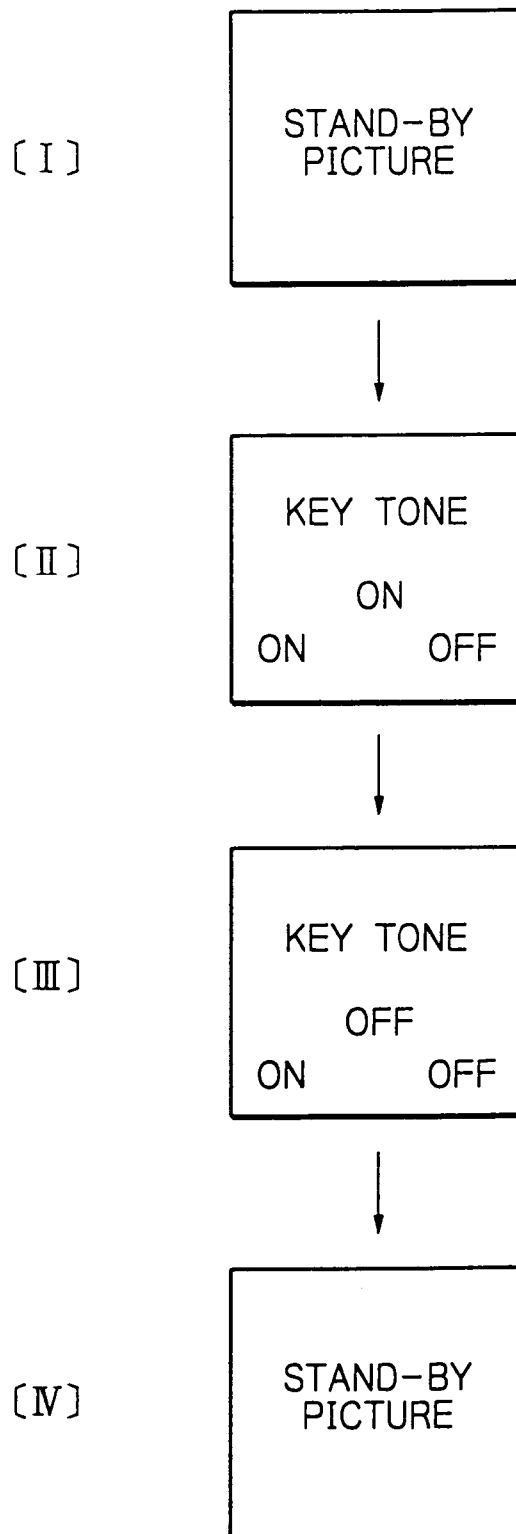 〔Ⅰ〕
STAND-BY
PICTURE
〔Ⅱ〕
KEY TONE
ON
ON OFF
〔Ⅲ〕
KEY TONE
OFF
ON OFF
〔Ⅳ〕
STAND-BY
PICTURE